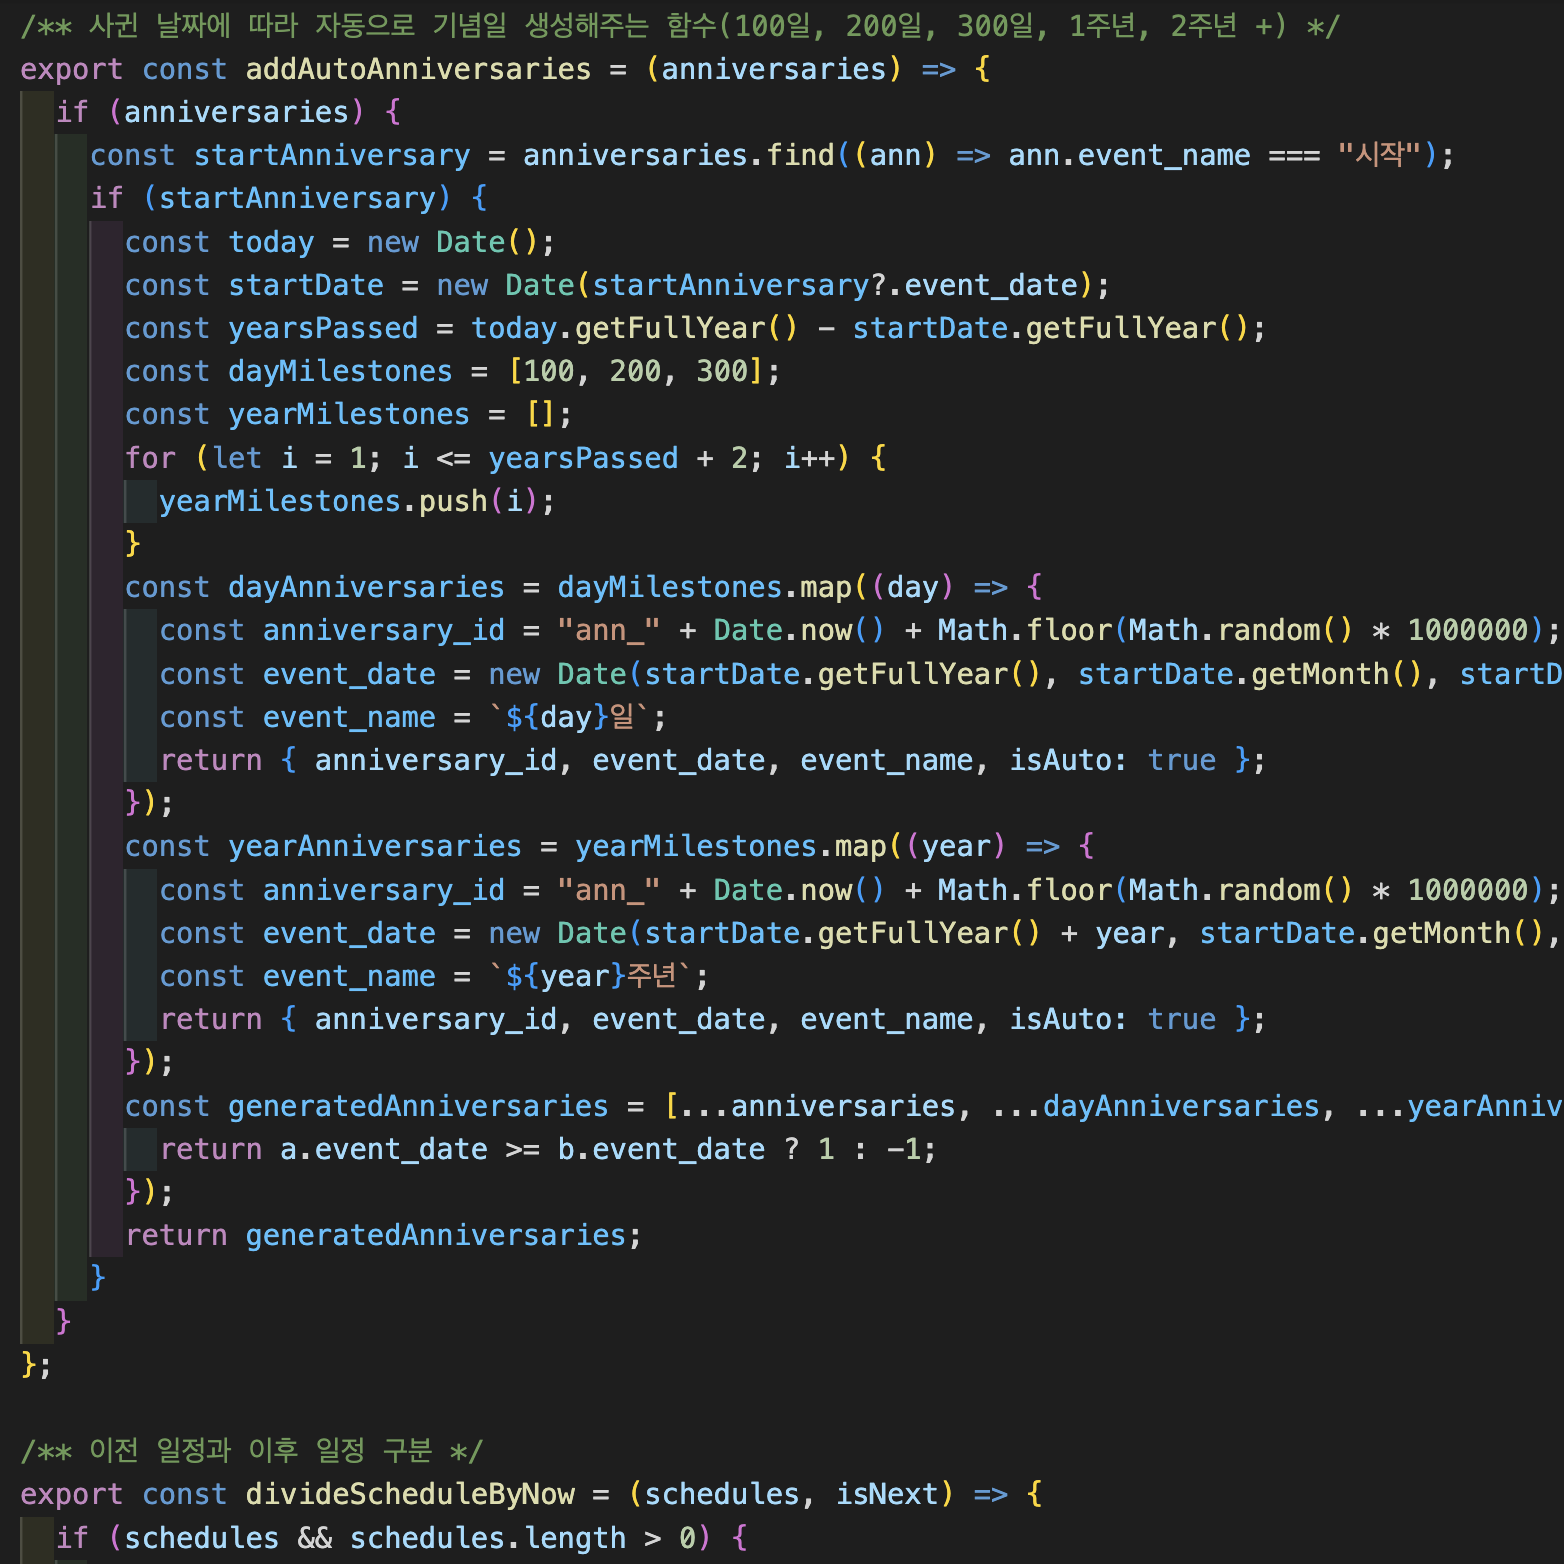 /** 사귄 날짜에 따라 자동으로 기념일 생성해주는 함수(100일, 200일, 300일, 1주년, 2주년 +) */
export const addAutoAnniversaries = (anniversaries) => {
  if (anniversaries) {
    const startAnniversary = anniversaries.find((ann) => ann.event_name === "시작");
    if (startAnniversary) {
      const today = new Date();
      const startDate = new Date(startAnniversary?.event_date);
      const yearsPassed = today.getFullYear() - startDate.getFullYear();
      const dayMilestones = [100, 200, 300];
      const yearMilestones = [];
      for (let i = 1; i <= yearsPassed + 2; i++) {
        yearMilestones.push(i);
      }
      const dayAnniversaries = dayMilestones.map((day) => {
        const anniversary_id = "ann_" + Date.now() + Math.floor(Math.random() * 1000000);
        const event_date = new Date(startDate.getFullYear(), startDate.getMonth(), startD
        const event_name = `${day}일`;
        return { anniversary_id, event_date, event_name, isAuto: true };
      });
      const yearAnniversaries = yearMilestones.map((year) => {
        const anniversary_id = "ann_" + Date.now() + Math.floor(Math.random() * 1000000);
        const event_date = new Date(startDate.getFullYear() + year, startDate.getMonth(),
        const event_name = `${year}주년`;
        return { anniversary_id, event_date, event_name, isAuto: true };
      });
      const generatedAnniversaries = [...anniversaries, ...dayAnniversaries, ...yearAnniv
        return a.event_date >= b.event_date ? 1 : -1;
      });
      return generatedAnniversaries;
    }
  }
};

/** 이전 일정과 이후 일정 구분 */
export const divideScheduleByNow = (schedules, isNext) => {
  if (schedules && schedules.length > 0) {